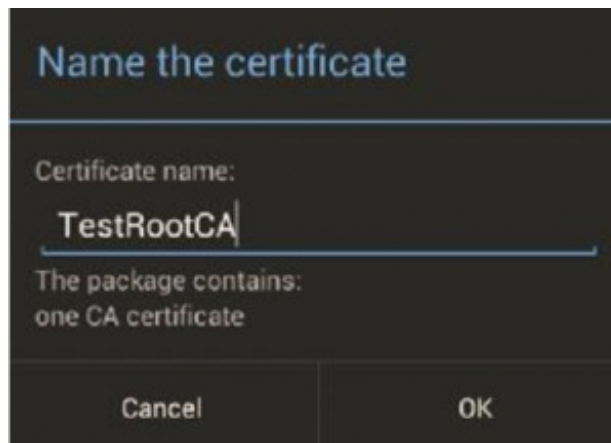 Name the certificate
Certificate name:
TestRootCA
The package contains:
one CA certificate
Cancel OK